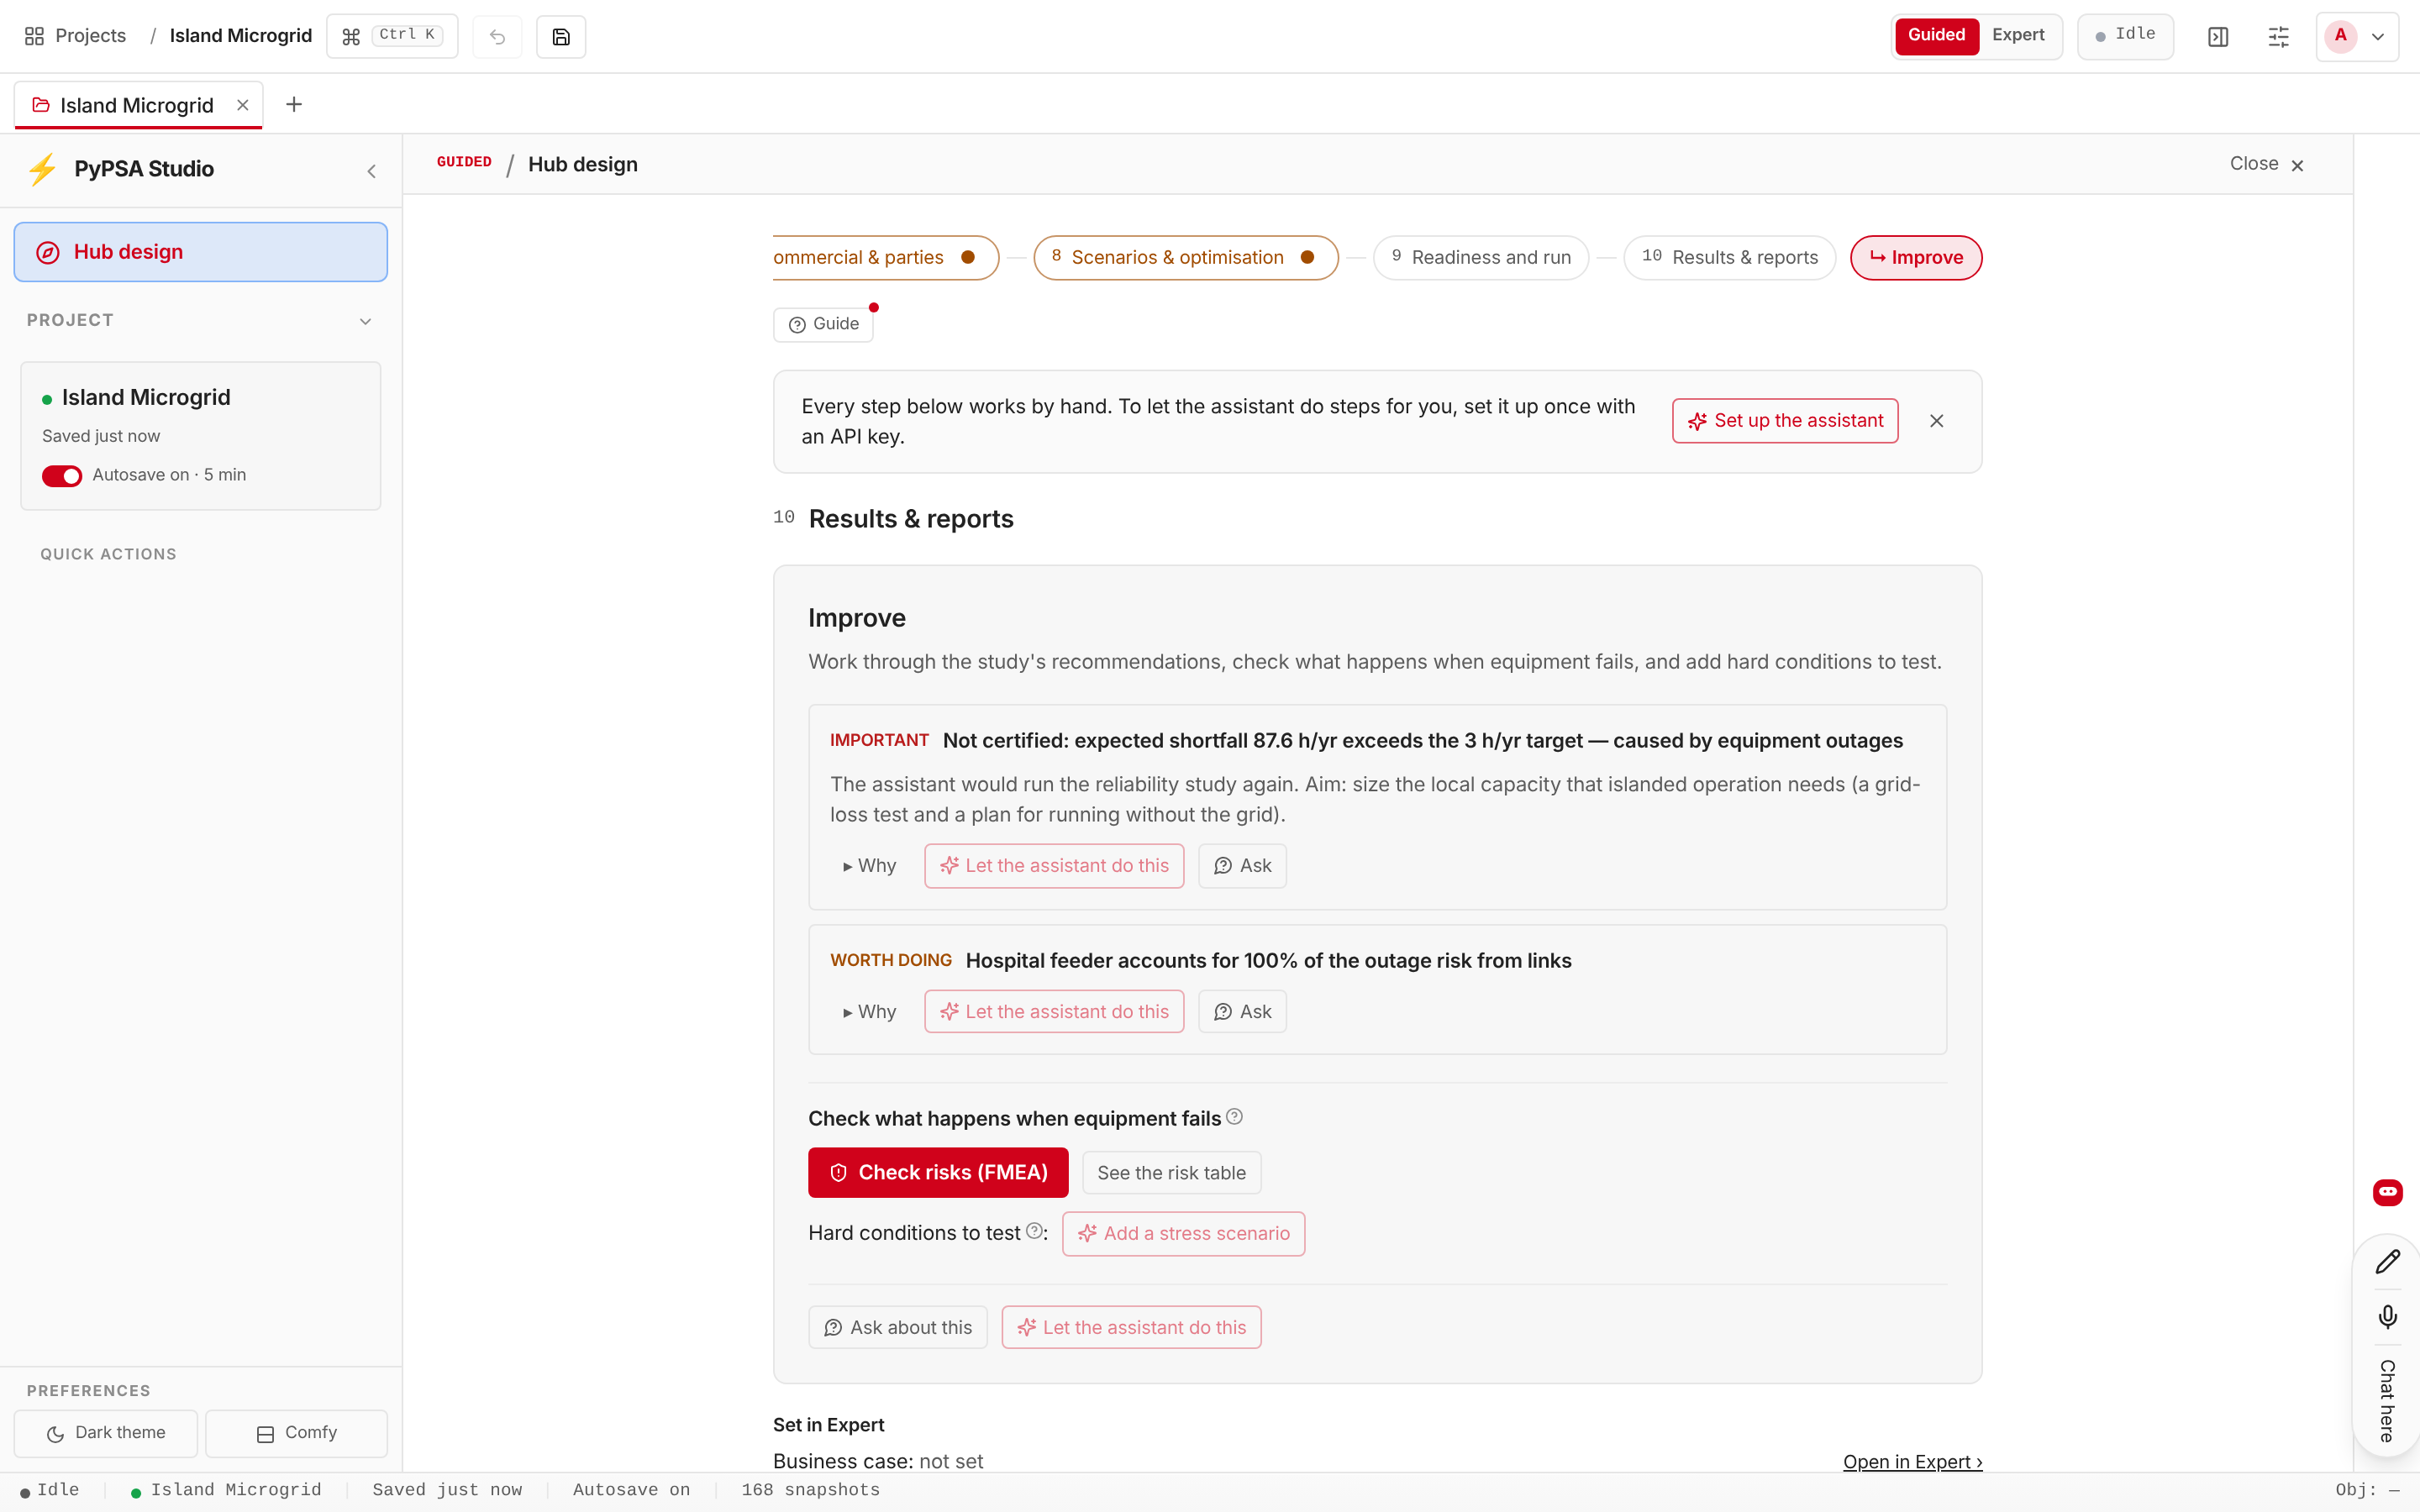 Projects / Island Microgrid Ctrl K
Guided Expert Idle A
Island Microgrid
PyPSA Studio
GUIDED / Hub design
Close
Hub design
ommercial & parties
8 Scenarios & optimisation
9 Readiness and run
10 Results & reports
Improve
Guide
PROJECT
Island Microgrid
Saved just now
Autosave on · 5 min
QUICK ACTIONS
Every step below works by hand. To let the assistant do steps for you, set it up once with
an API key.
Set up the assistant
10 Results & reports
Improve
Work through the study's recommendations, check what happens when equipment fails, and add hard conditions to test.
IMPORTANT Not certified: expected shortfall 87.6 h/yr exceeds the 3 h/yr target — caused by equipment outages
The assistant would run the reliability study again. Aim: size the local capacity that islanded operation needs (a grid-
loss test and a plan for running without the grid).
Why Let the assistant do this Ask
WORTH DOING Hospital feeder accounts for 100% of the outage risk from links
Why Let the assistant do this Ask
Check what happens when equipment fails
Check risks (FMEA) See the risk table
Hard conditions to test : Add a stress scenario
Ask about this Let the assistant do this
Set in Expert
Business case: not set
Open in Expert ›
Chat here
PREFERENCES
Dark theme Comfy
Idle Island Microgrid Saved just now Autosave on 168 snapshots Obj: —